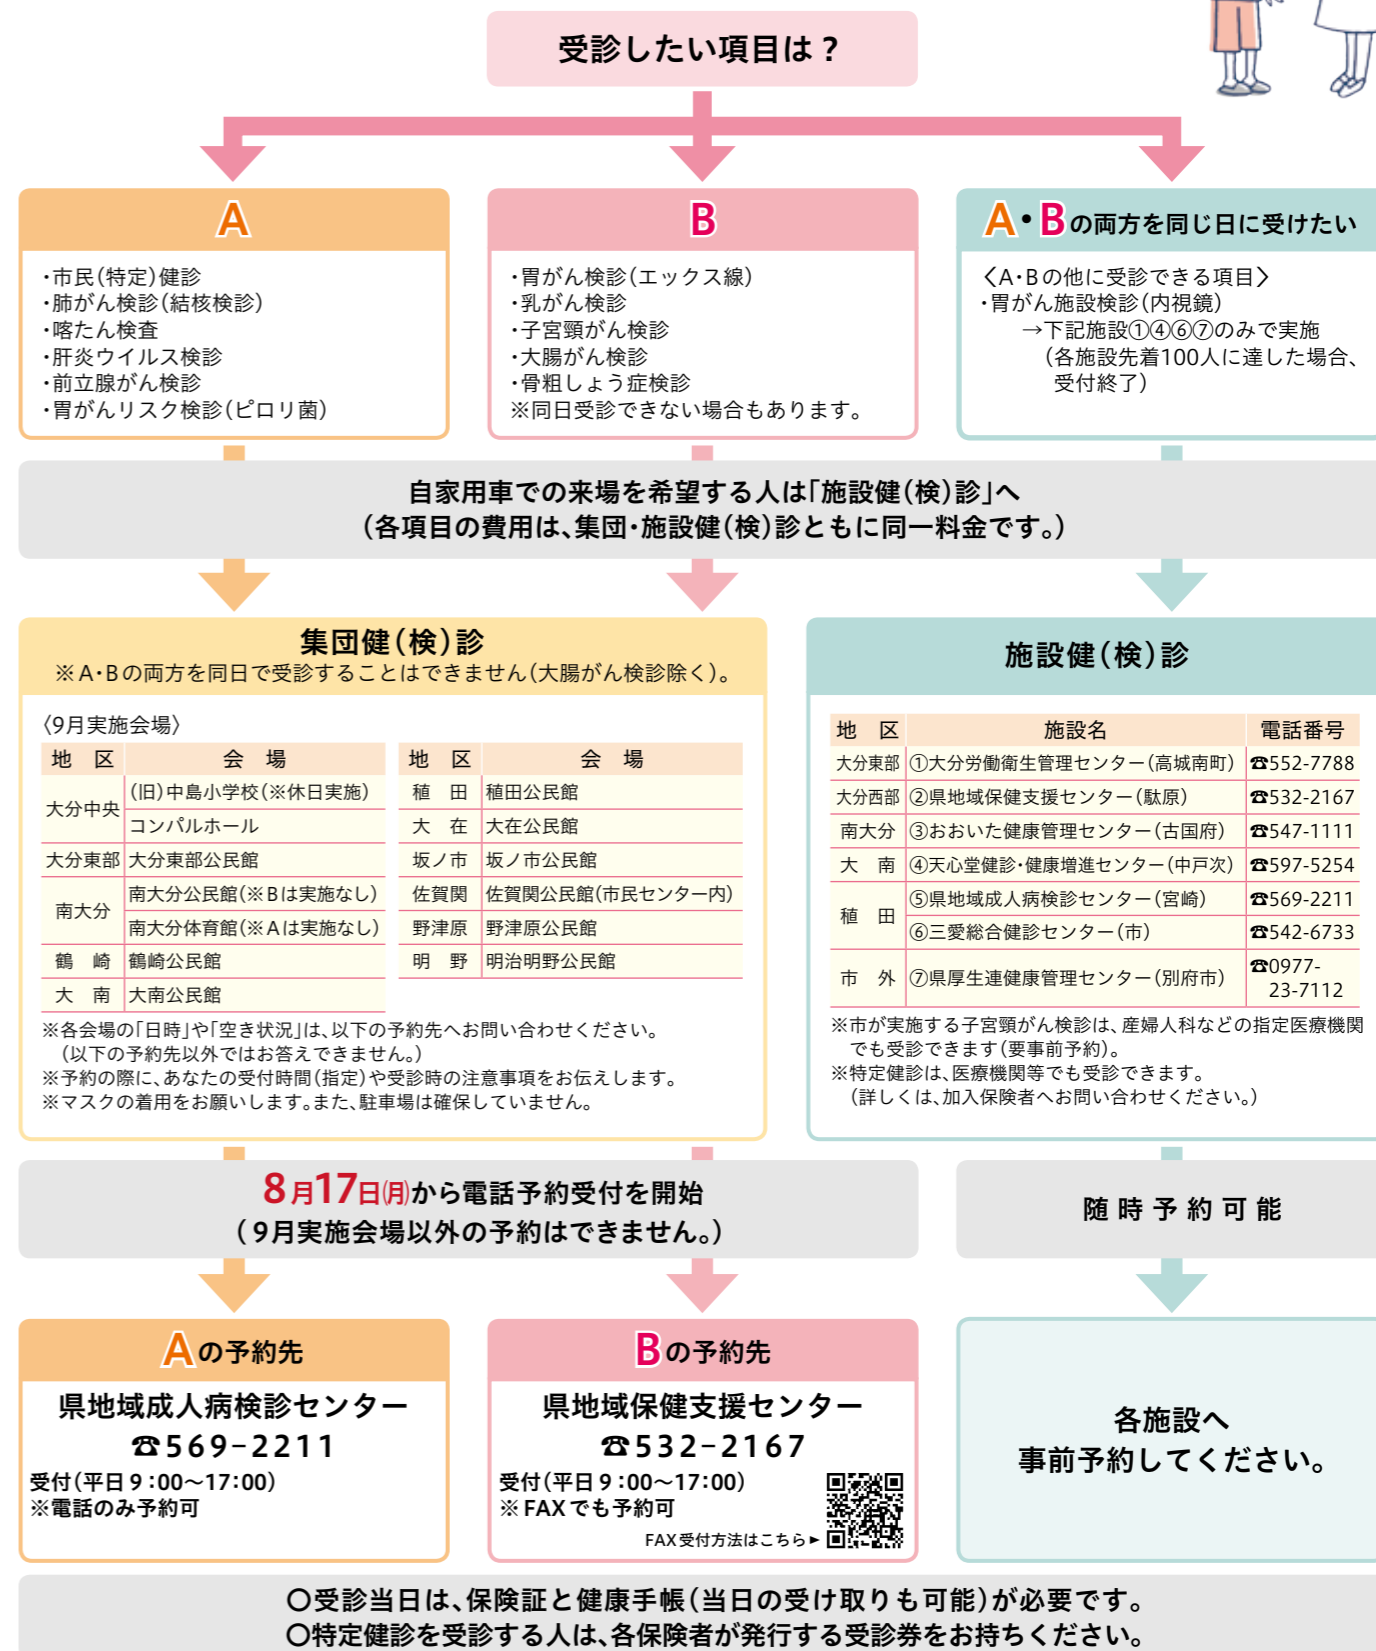 受診したい項目は？
A
・市民(特定)健診
・肺がん検診(結核検診)
・喀たん検査
・肝炎ウイルス検診
・前立腺がん検診
・胃がんリスク検診(ピロリ菌)
B
・胃がん検診(エックス線)
・乳がん検診
・子宮頸がん検診
・大腸がん検診
・骨粗しょう症検診
※同日受診できない場合もあります。
A・Bの両方を同じ日に受けたい
〈A・Bの他に受診できる項目〉
・胃がん施設検診(内視鏡)
→下記施設①④⑥⑦のみで実施
(各施設先着100人に達した場合、
受付終了)
自家用車での来場を希望する人は「施設健(検)診」へ
(各項目の費用は、集団・施設健(検)診ともに同一料金です。)
集団健(検)診
※A・Bの両方を同日で受診することはできません(大腸がん検診除く)。
〈9月実施会場〉
地　区　会　場
大分中央　(旧)中島小学校(※休日実施)
コンパルホール
大分東部　大分東部公民館
南大分　南大分公民館(※Bは実施なし)
南大分体育館(※Aは実施なし)
鶴　崎　鶴崎公民館
大　南　大南公民館
地　区　会　場
稙　田　稙田公民館
大　在　大在公民館
坂ノ市　坂ノ市公民館
佐賀関　佐賀関公民館(市民センター内)
野津原　野津原公民館
明　野　明治明野公民館
※各会場の「日時」や「空き状況」は、以下の予約先へお問い合わせください。
(以下の予約先以外ではお答えできません。)
※予約の際に、あなたの受付時間(指定)や受診時の注意事項をお伝えします。
※マスクの着用をお願いします。また、駐車場は確保していません。
施設健(検)診
地　区　施設名　電話番号
大分東部　①大分労働衛生管理センター(高城南町)　☎552-7788
大分西部　②県地域保健支援センター(駄原)　☎532-2167
南大分　③おおいた健康管理センター(古国府)　☎547-1111
大　南　④天心堂健診・健康増進センター(中戸次)　☎597-5254
稙　田　⑤県地域成人病検診センター(宮崎)　☎569-2211
⑥三愛総合健診センター(市)　☎542-6733
市　外　⑦県厚生連健康管理センター(別府市)　☎0977-
23-7112
※市が実施する子宮頸がん検診は、産婦人科などの指定医療機関
でも受診できます(要事前予約)。
※特定健診は、医療機関等でも受診できます。
(詳しくは、加入保険者へお問い合わせください。)
8月17日㈪から電話予約受付を開始
(9月実施会場以外の予約はできません。)
随時予約可能
Aの予約先
県地域成人病検診センター
☎569-2211
受付(平日9:00～17:00)
※電話のみ予約可
Bの予約先
県地域保健支援センター
☎532-2167
受付(平日9:00～17:00)
※FAXでも予約可
FAX受付方法はこちら►
各施設へ
事前予約してください。
○受診当日は、保険証と健康手帳(当日の受け取りも可能)が必要です。
○特定健診を受診する人は、各保険者が発行する受診券をお持ちください。